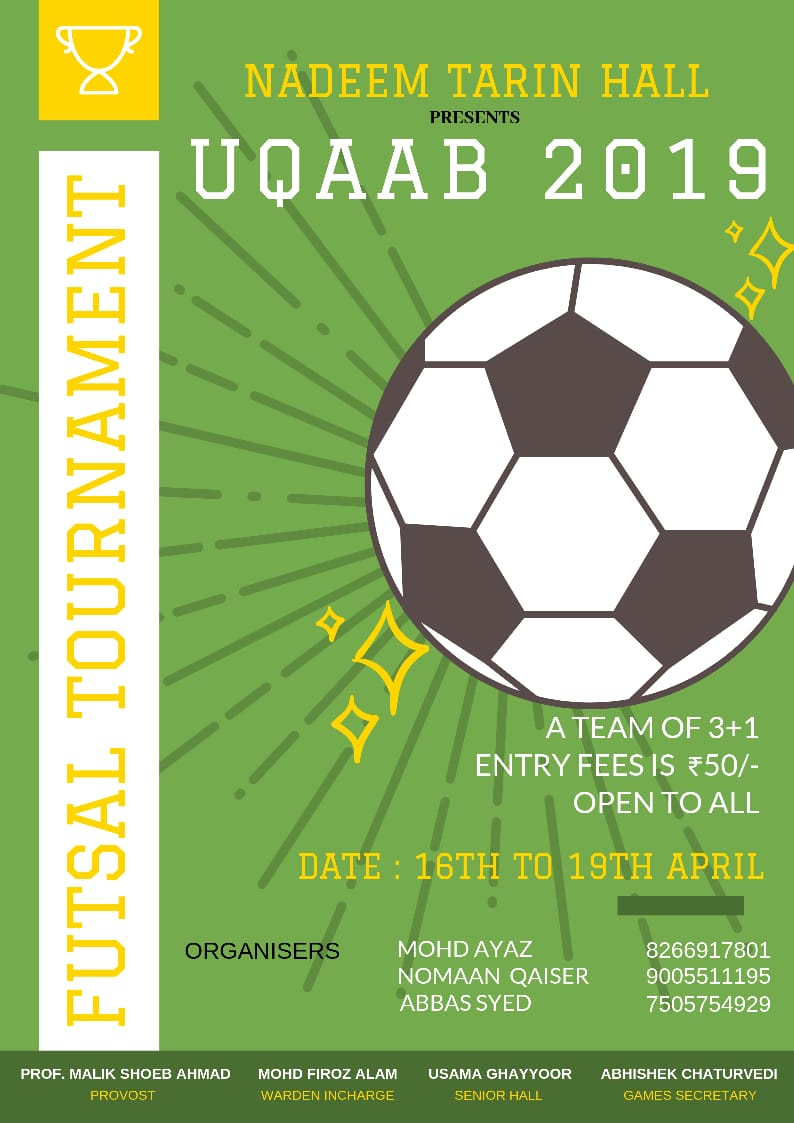 NADEEM TARIN HALL
PRESENTS
UQAAB 2019
FUTSAL TOURNAMENT
A TEAM OF 3+1
ENTRY FEES IS ₹50/-
OPEN TO ALL
DATE : 16TH TO 19TH APRIL
ORGANISERS
MOHD AYAZ 8266917801
NOMAAN QAISER 9005511195
ABBAS SYED 7505754929
PROF. MALIK SHOEB AHMAD
PROVOST
MOHD FIROZ ALAM
WARDEN INCHARGE
USAMA GHAYYOOR
SENIOR HALL
ABHISHEK CHATURVEDI
GAMES SECRETARY